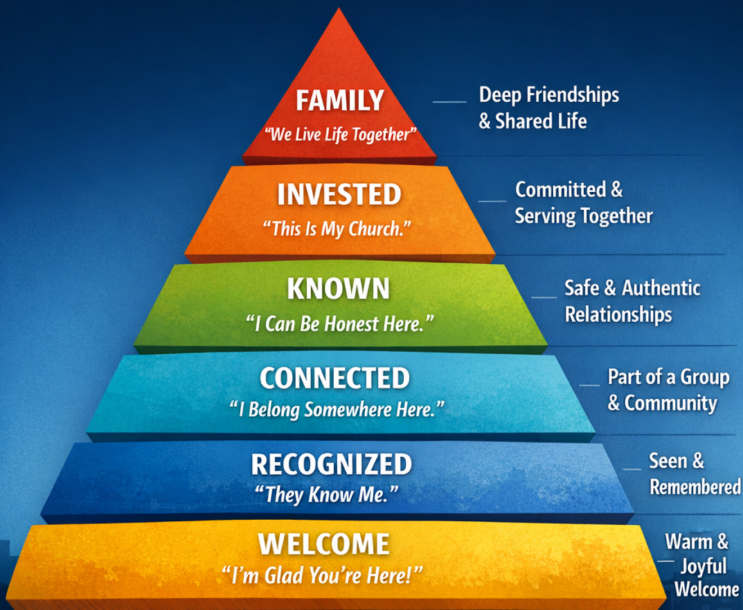 FAMILY
“We Live Life Together”
Deep Friendships
& Shared Life
INVESTED
“This Is My Church.”
Committed &
Serving Together
KNOWN
“I Can Be Honest Here.”
Safe & Authentic
Relationships
CONNECTED
“I Belong Somewhere Here.”
Part of a Group
& Community
RECOGNIZED
“They Know Me.”
Seen &
Remembered
WELCOME
“I’m Glad You’re Here!”
Warm &
Joyful
Welcome